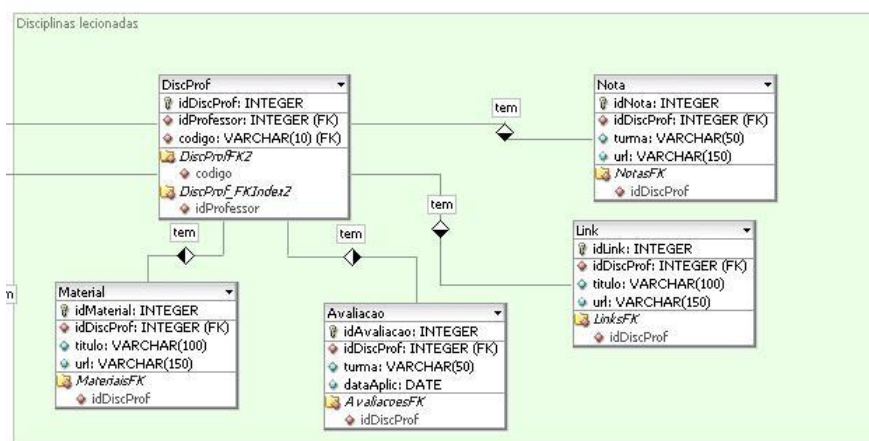 Disciplinas lecionadas
DiscProf
idDiscProf: INTEGER
idProfessor: INTEGER (FK)
codigo: VARCHAR(10) (FK)
DiscProfFK2
codigo
DiscProf_FKIndex2
idProfessor
tem
Nota
idNota: INTEGER
idDiscProf: INTEGER (FK)
turma: VARCHAR(50)
url: VARCHAR(150)
NotasFK
idDiscProf
tem
Link
idLink: INTEGER
idDiscProf: INTEGER (FK)
titulo: VARCHAR(100)
url: VARCHAR(150)
LinksFK
idDiscProf
tem
tem
m
Material
idMaterial: INTEGER
idDiscProf: INTEGER (FK)
titulo: VARCHAR(100)
url: VARCHAR(150)
MateriaisFK
idDiscProf
Avaliacao
idAvaliacao: INTEGER
idDiscProf: INTEGER (FK)
turma: VARCHAR(50)
dataAplic: DATE
AvaliacoesFK
idDiscProf